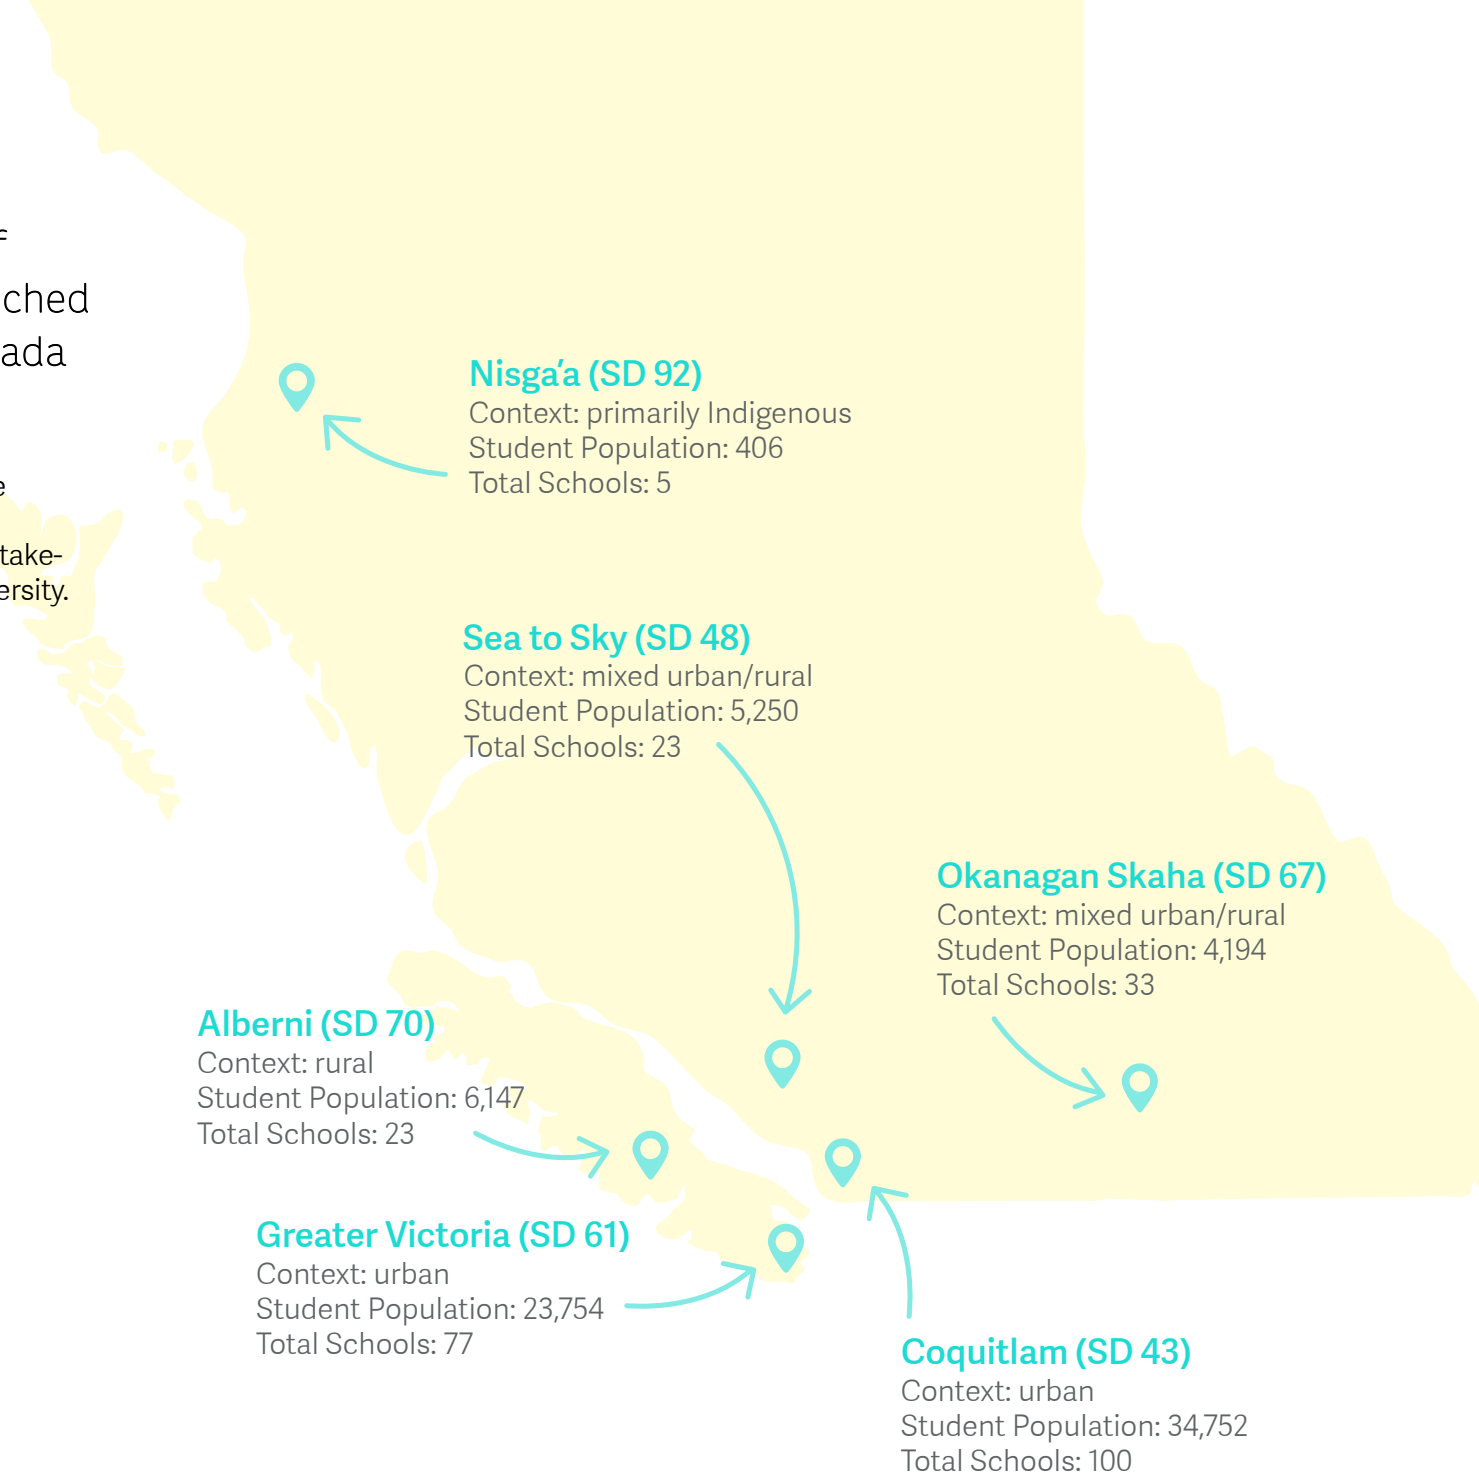 f
ched
ada
e
take-
ersity.
Nisga’a (SD 92)
Context: primarily Indigenous
Student Population: 406
Total Schools: 5
Sea to Sky (SD 48)
Context: mixed urban/rural
Student Population: 5,250
Total Schools: 23
Okanagan Skaha (SD 67)
Context: mixed urban/rural
Student Population: 4,194
Total Schools: 33
Alberni (SD 70)
Context: rural
Student Population: 6,147
Total Schools: 23
Greater Victoria (SD 61)
Context: urban
Student Population: 23,754
Total Schools: 77
Coquitlam (SD 43)
Context: urban
Student Population: 34,752
Total Schools: 100